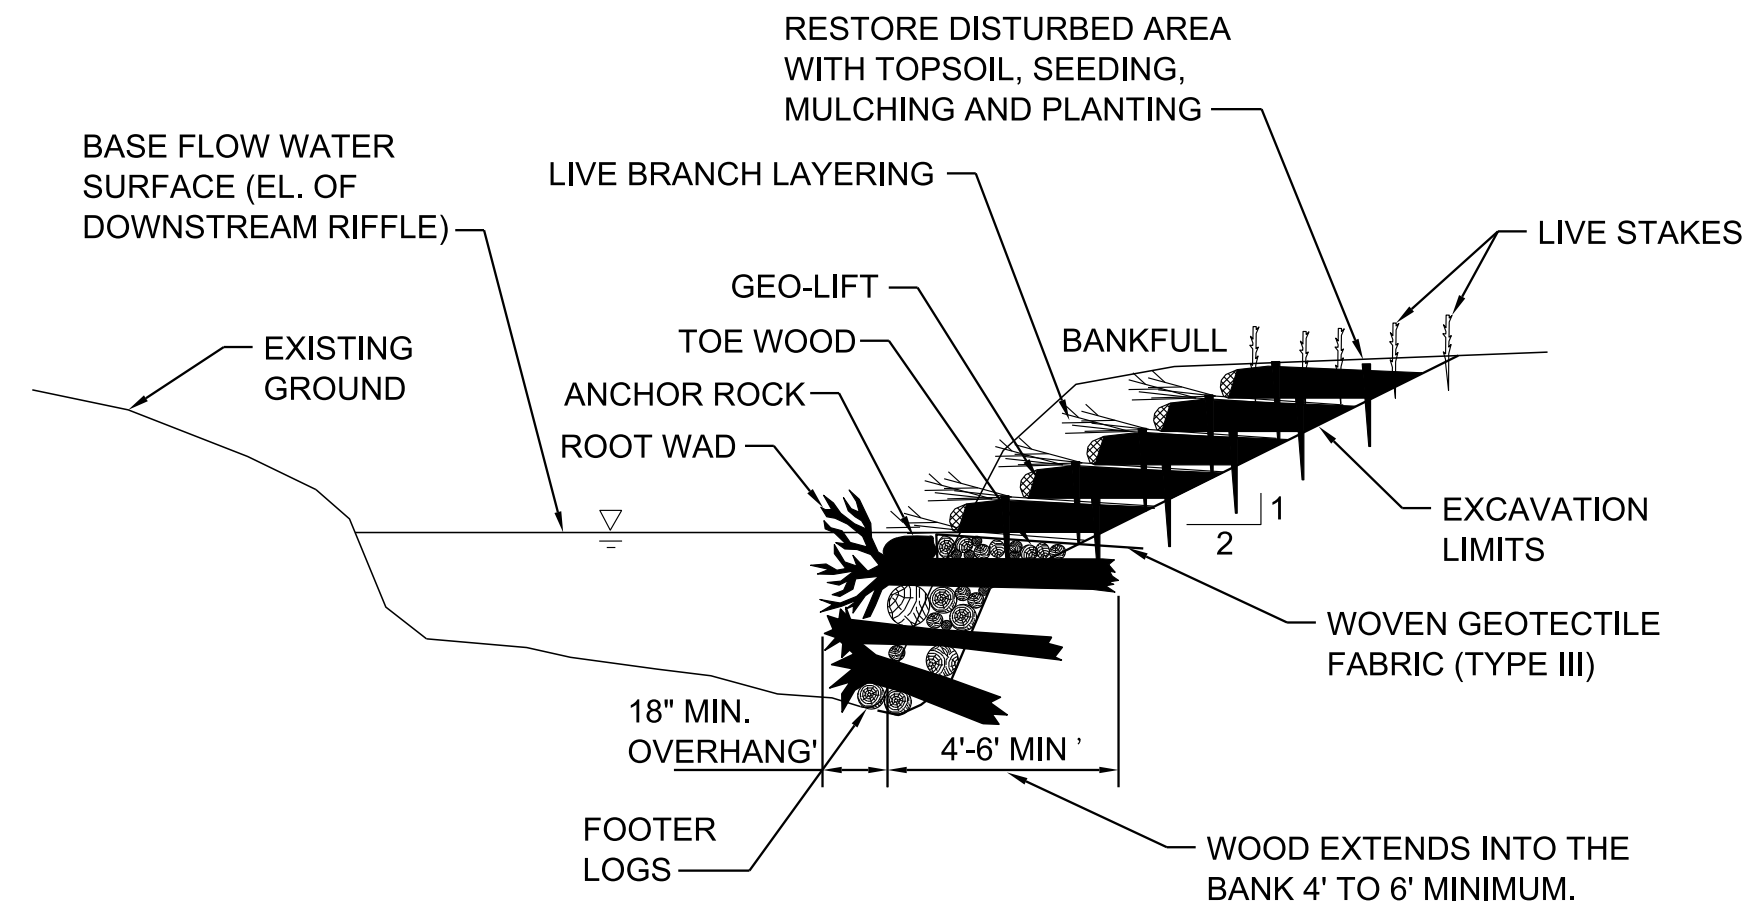 RESTORE DISTURBED AREA
WITH TOPSOIL, SEEDING,
MULCHING AND PLANTING
BASE FLOW WATER
SURFACE (EL. OF
DOWNSTREAM RIFFLE)
LIVE BRANCH LAYERING
LIVE STAKES
GEO-LIFT
TOE WOOD
BANKFULL
EXISTING
GROUND
ANCHOR ROCK
ROOT WAD
1
2
EXCAVATION
LIMITS
WOVEN GEOTECTILE
FABRIC (TYPE III)
18" MIN.
OVERHANG'
4'-6' MIN '
FOOTER
LOGS
WOOD EXTENDS INTO THE
BANK 4' TO 6' MINIMUM.